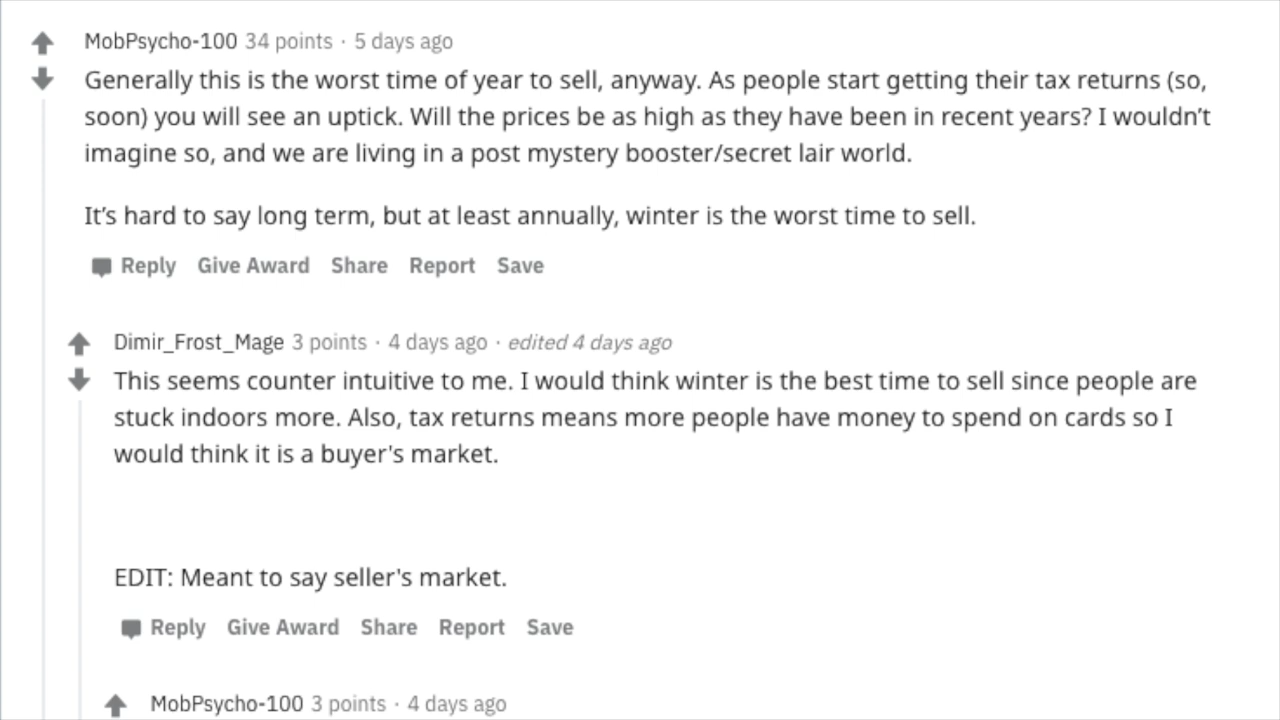 MobPsycho-100 34 points · 5 days ago
Generally this is the worst time of year to sell, anyway. As people start getting their tax returns (so,
soon) you will see an uptick. Will the prices be as high as they have been in recent years? I wouldn’t
imagine so, and we are living in a post mystery booster/secret lair world.
It’s hard to say long term, but at least annually, winter is the worst time to sell.
Reply Give Award Share Report Save
Dimir_Frost_Mage 3 points · 4 days ago · edited 4 days ago
This seems counter intuitive to me. I would think winter is the best time to sell since people are
stuck indoors more. Also, tax returns means more people have money to spend on cards so I
would think it is a buyer's market.
EDIT: Meant to say seller's market.
Reply Give Award Share Report Save
MobPsycho-100 3 points · 4 days ago